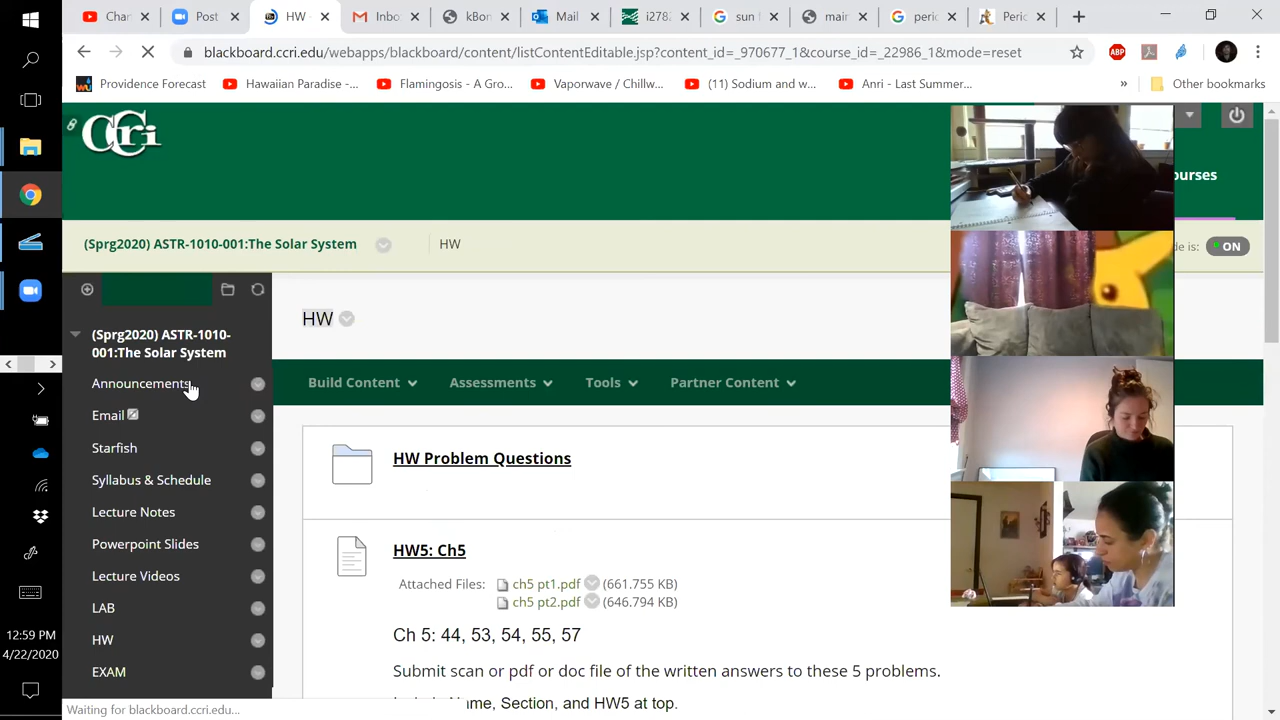 Chan
Post
HW -
Inbo
kBon
Mail
i278
sun
mair
peric
Peric
blackboard.ccri.edu/webapps/blackboard/content/listContentEditable.jsp?content_id=_970677_1&course_id=_22986_1&mode=reset
ABP
Providence Forecast
Hawaiian Paradise -...
Flamingosis - A Gro...
Vaporwave / Chillw...
(11) Sodium and w...
Anri - Last Summer...
»
Other bookmarks
CCri
ourses
(Sprg2020) ASTR-1010-001:The Solar System
HW
de is:
ON
(Sprg2020) ASTR-1010-
001:The Solar System
Announcements
Email
Starfish
Syllabus & Schedule
Lecture Notes
Powerpoint Slides
Lecture Videos
LAB
HW
EXAM
HW
Build Content
Assessments
Tools
Partner Content
HW Problem Questions
HW5: Ch5
Attached Files: ch5 pt1.pdf (661.755 KB)
ch5 pt2.pdf (646.794 KB)
Ch 5: 44, 53, 54, 55, 57
Submit scan or pdf or doc file of the written answers to these 5 problems.
me, Section, and HW5 at top.
12:59 PM
4/22/2020
Waiting for blackboard.ccri.edu...